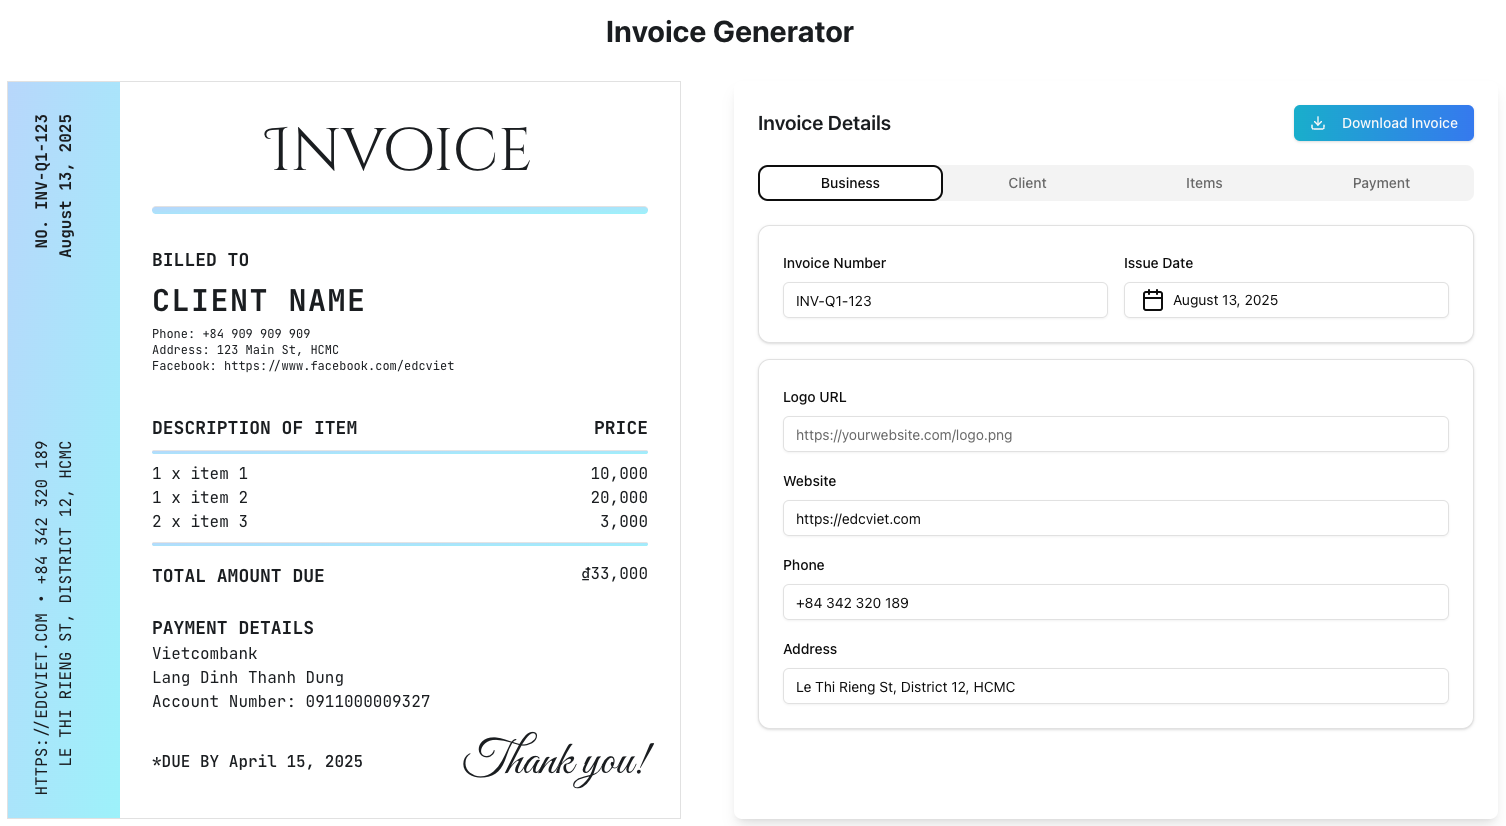 Invoice Generator
NO. INV-Q1-123
August 13, 2025
HTTPS://EDCVIET.COM • +84 342 320 189
LE THI RIENG ST, DISTRICT 12, HCMC
INVOICE
BILLED TO
CLIENT NAME
Phone: +84 909 909 909
Address: 123 Main St, HCMC
Facebook: https://www.facebook.com/edcviet
DESCRIPTION OF ITEM PRICE
1 x item 1 10,000
1 x item 2 20,000
2 x item 3 3,000
TOTAL AMOUNT DUE ₫33,000
PAYMENT DETAILS
Vietcombank
Lang Dinh Thanh Dung
Account Number: 0911000009327
*DUE BY April 15, 2025
Thank you!
Invoice Details
Download Invoice
Business Client Items Payment
Invoice Number Issue Date
INV-Q1-123 August 13, 2025
Logo URL
https://yourwebsite.com/logo.png
Website
https://edcviet.com
Phone
+84 342 320 189
Address
Le Thi Rieng St, District 12, HCMC